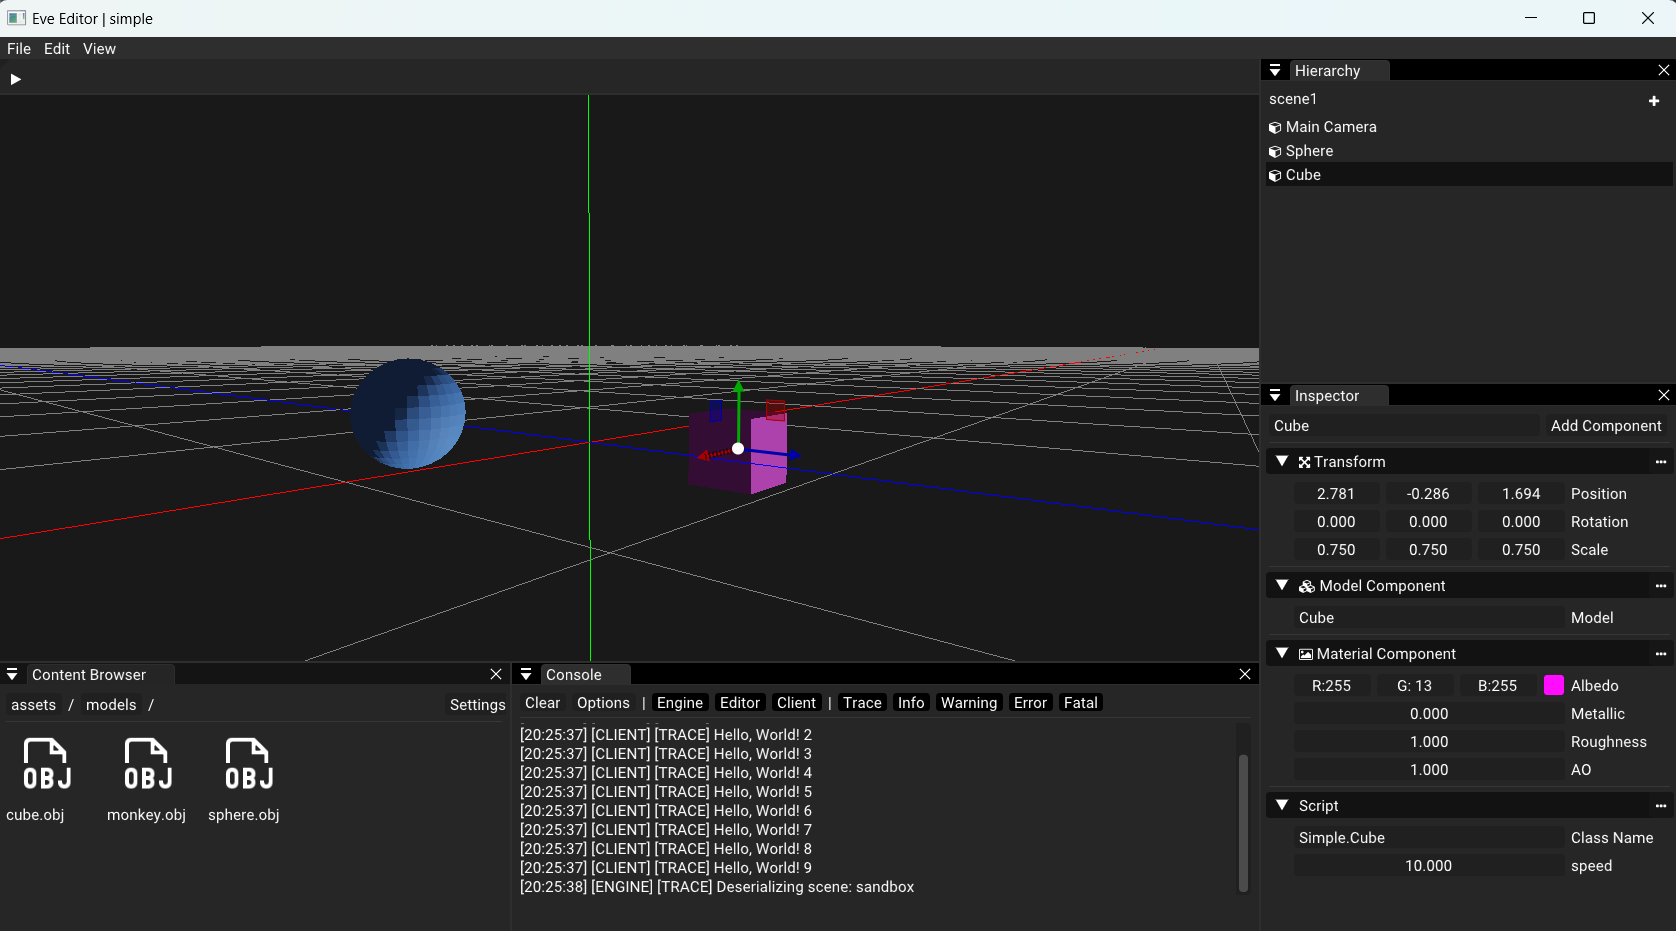 Eve Editor | simple
File Edit View
Hierarchy
scene1
Main Camera
Sphere
Cube
Inspector
Cube Add Component
Transform
2.781 -0.286 1.694 Position
0.000 0.000 0.000 Rotation
0.750 0.750 0.750 Scale
Model Component
Cube Model
Material Component
R:255 G: 13 B:255 Albedo
0.000 Metallic
1.000 Roughness
1.000 AO
Script
Simple.Cube Class Name
10.000 speed
Content Browser
assets / models / Settings
OBJ OBJ OBJ
cube.obj monkey.obj sphere.obj
Console
Clear Options | Engine Editor Client | Trace Info Warning Error Fatal
[20:25:37] [CLIENT] [TRACE] Hello, World! 2
[20:25:37] [CLIENT] [TRACE] Hello, World! 3
[20:25:37] [CLIENT] [TRACE] Hello, World! 4
[20:25:37] [CLIENT] [TRACE] Hello, World! 5
[20:25:37] [CLIENT] [TRACE] Hello, World! 6
[20:25:37] [CLIENT] [TRACE] Hello, World! 7
[20:25:37] [CLIENT] [TRACE] Hello, World! 8
[20:25:37] [CLIENT] [TRACE] Hello, World! 9
[20:25:38] [ENGINE] [TRACE] Deserializing scene: sandbox